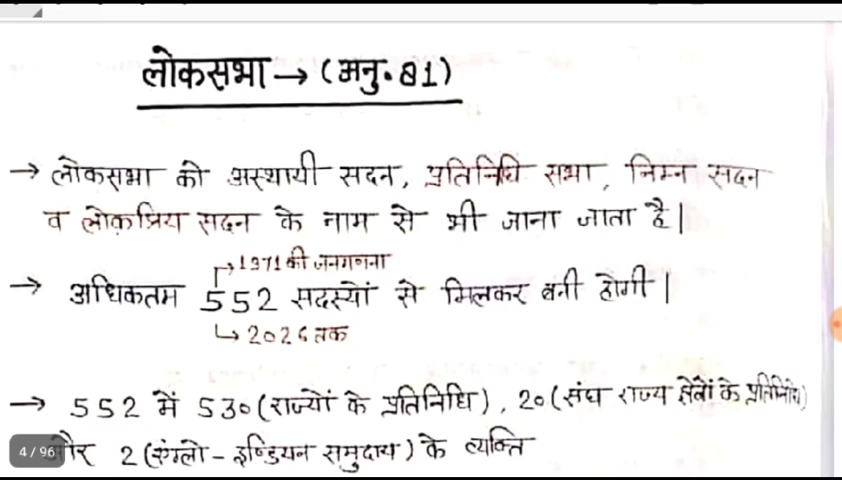 लोकसभा → (अनु. 81)
→ लोकसभा को अस्थायी सदन, प्रतिनिधि सभा, निम्न सदन
व लोकप्रिय सदन के नाम से भी जाना जाता है|
→ 1971 की जनगणना
→ अधिकतम 552 सदस्यों से मिलकर बनी होगी|
↳ 2026 तक
→ 552 में 530 (राज्यों के प्रतिनिधि), 20 (संघ राज्य क्षेत्रों के प्रतिनिधि)
और 2 (एंग्लो - इण्डियन समुदाय) के व्यक्ति
4 / 96